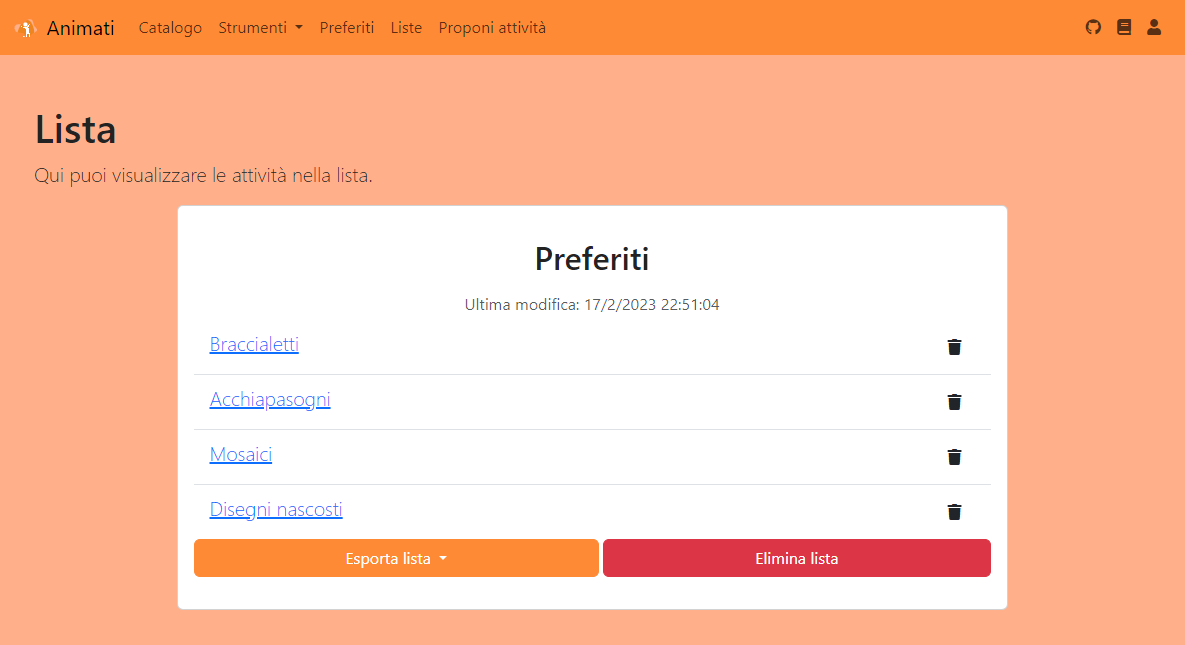 Animati Catalogo Strumenti Preferiti Liste Proponi attività
Lista
Qui puoi visualizzare le attività nella lista.
Preferiti
Ultima modifica: 17/2/2023 22:51:04
Braccialetti
Acchiapasogni
Mosaici
Disegni nascosti
Esporta lista Elimina lista